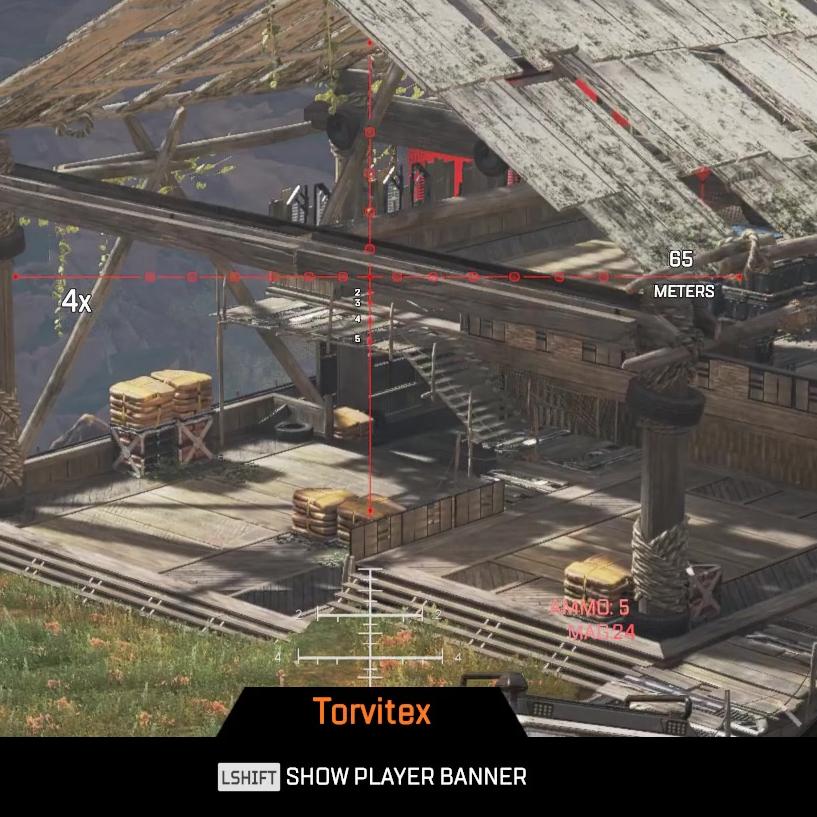 65
METERS
4x
2
3
4
5
AMMO: 5
MAG:24
2 2
4 4
Torvitex
LSHIFT SHOW PLAYER BANNER